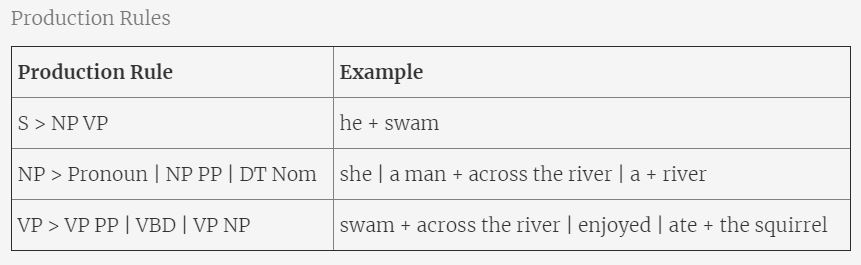 Production Rules
Production Rule Example
S > NP VP he + swam
NP > Pronoun | NP PP | DT Nom she | a man + across the river | a + river
VP > VP PP | VBD | VP NP swam + across the river | enjoyed | ate + the squirrel